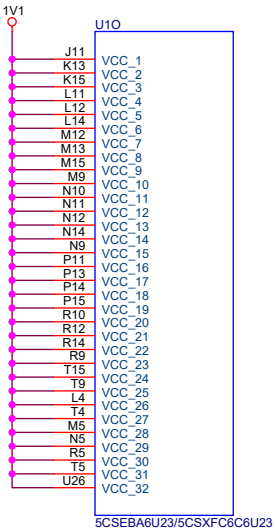 1V1
U1O
J11 VCC_1
K13 VCC_2
K15 VCC_3
L11 VCC_4
L12 VCC_5
L14 VCC_6
M12 VCC_7
M13 VCC_8
M15 VCC_9
M9 VCC_10
N10 VCC_11
N11 VCC_12
N12 VCC_13
N14 VCC_14
N9 VCC_15
P11 VCC_16
P13 VCC_17
P14 VCC_18
P15 VCC_19
R10 VCC_20
R12 VCC_21
R14 VCC_22
R9 VCC_23
T15 VCC_24
T9 VCC_25
L4 VCC_26
T4 VCC_27
M5 VCC_28
N5 VCC_29
R5 VCC_30
T5 VCC_31
U26 VCC_32
5CSEBA6U23/5CSXFC6C6U23